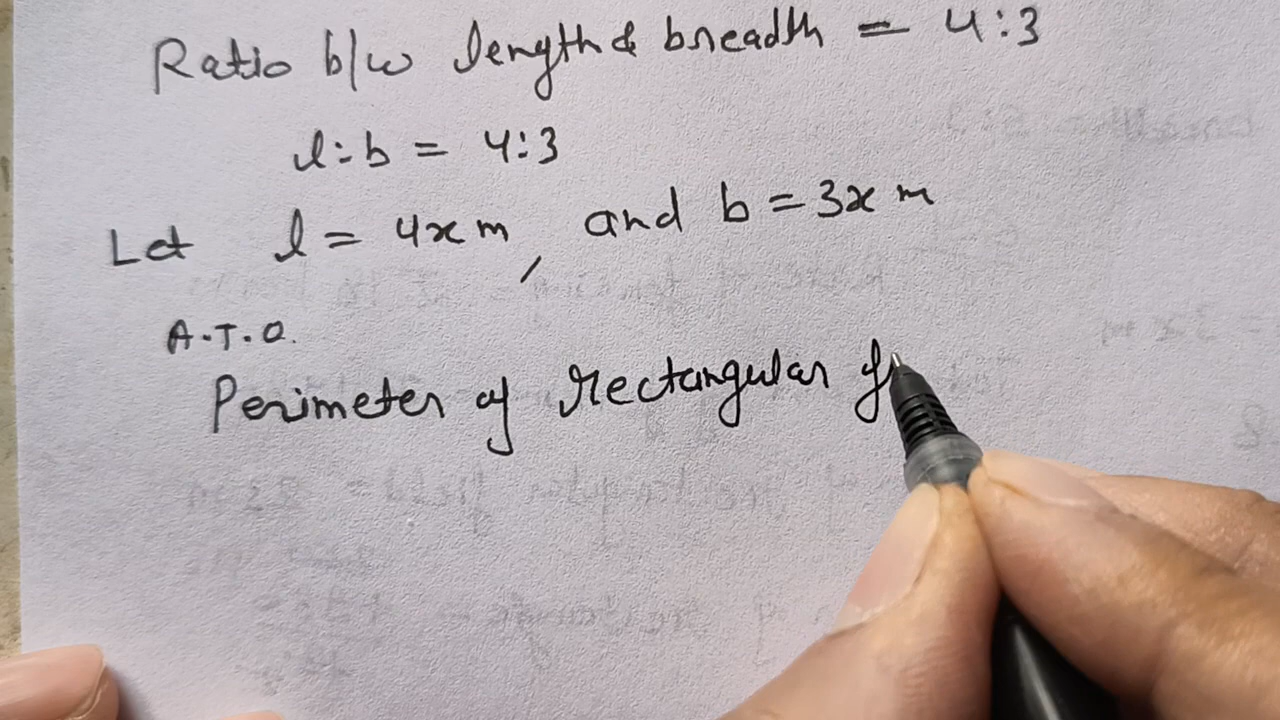 Ratio b/w length & breadth = 4:3
l:b = 4:3
Let l = 4x m, and b = 3x m
A.T.Q.
Perimeter of rectangular f